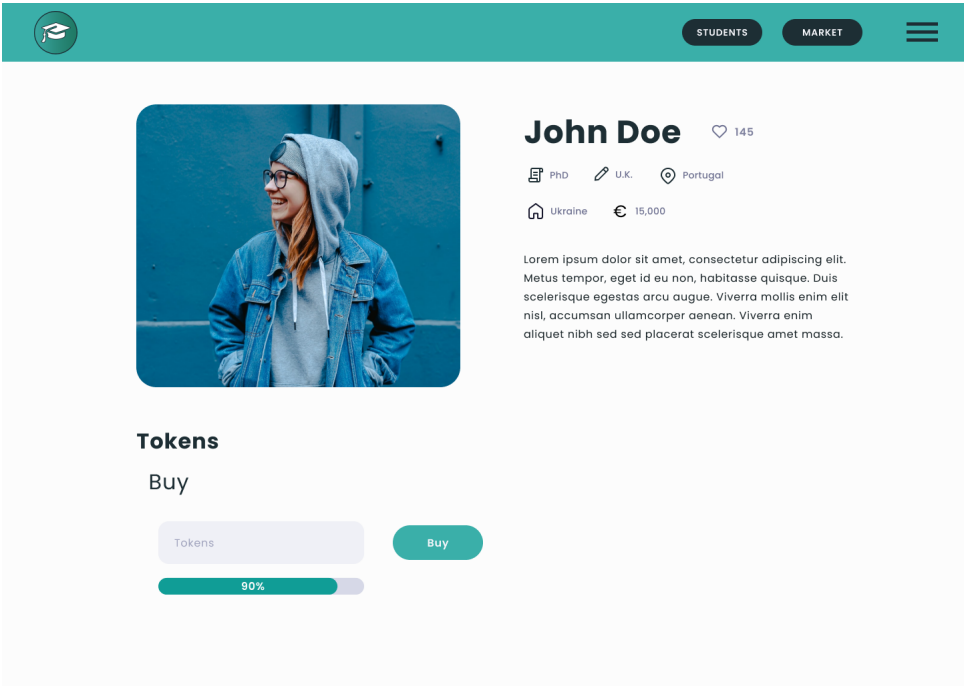 STUDENTS
MARKET
John Doe
145
PhD
U.K.
Portugal
Ukraine
€ 15,000
Lorem ipsum dolor sit amet, consectetur adipiscing elit.
Metus tempor, eget id eu non, habitasse quisque. Duis
scelerisque egestas arcu augue. Viverra mollis enim elit
nisl, accumsan ullamcorper aenean. Viverra enim
aliquet nibh sed sed placerat scelerisque amet massa.
Tokens
Buy
Tokens
Buy
90%